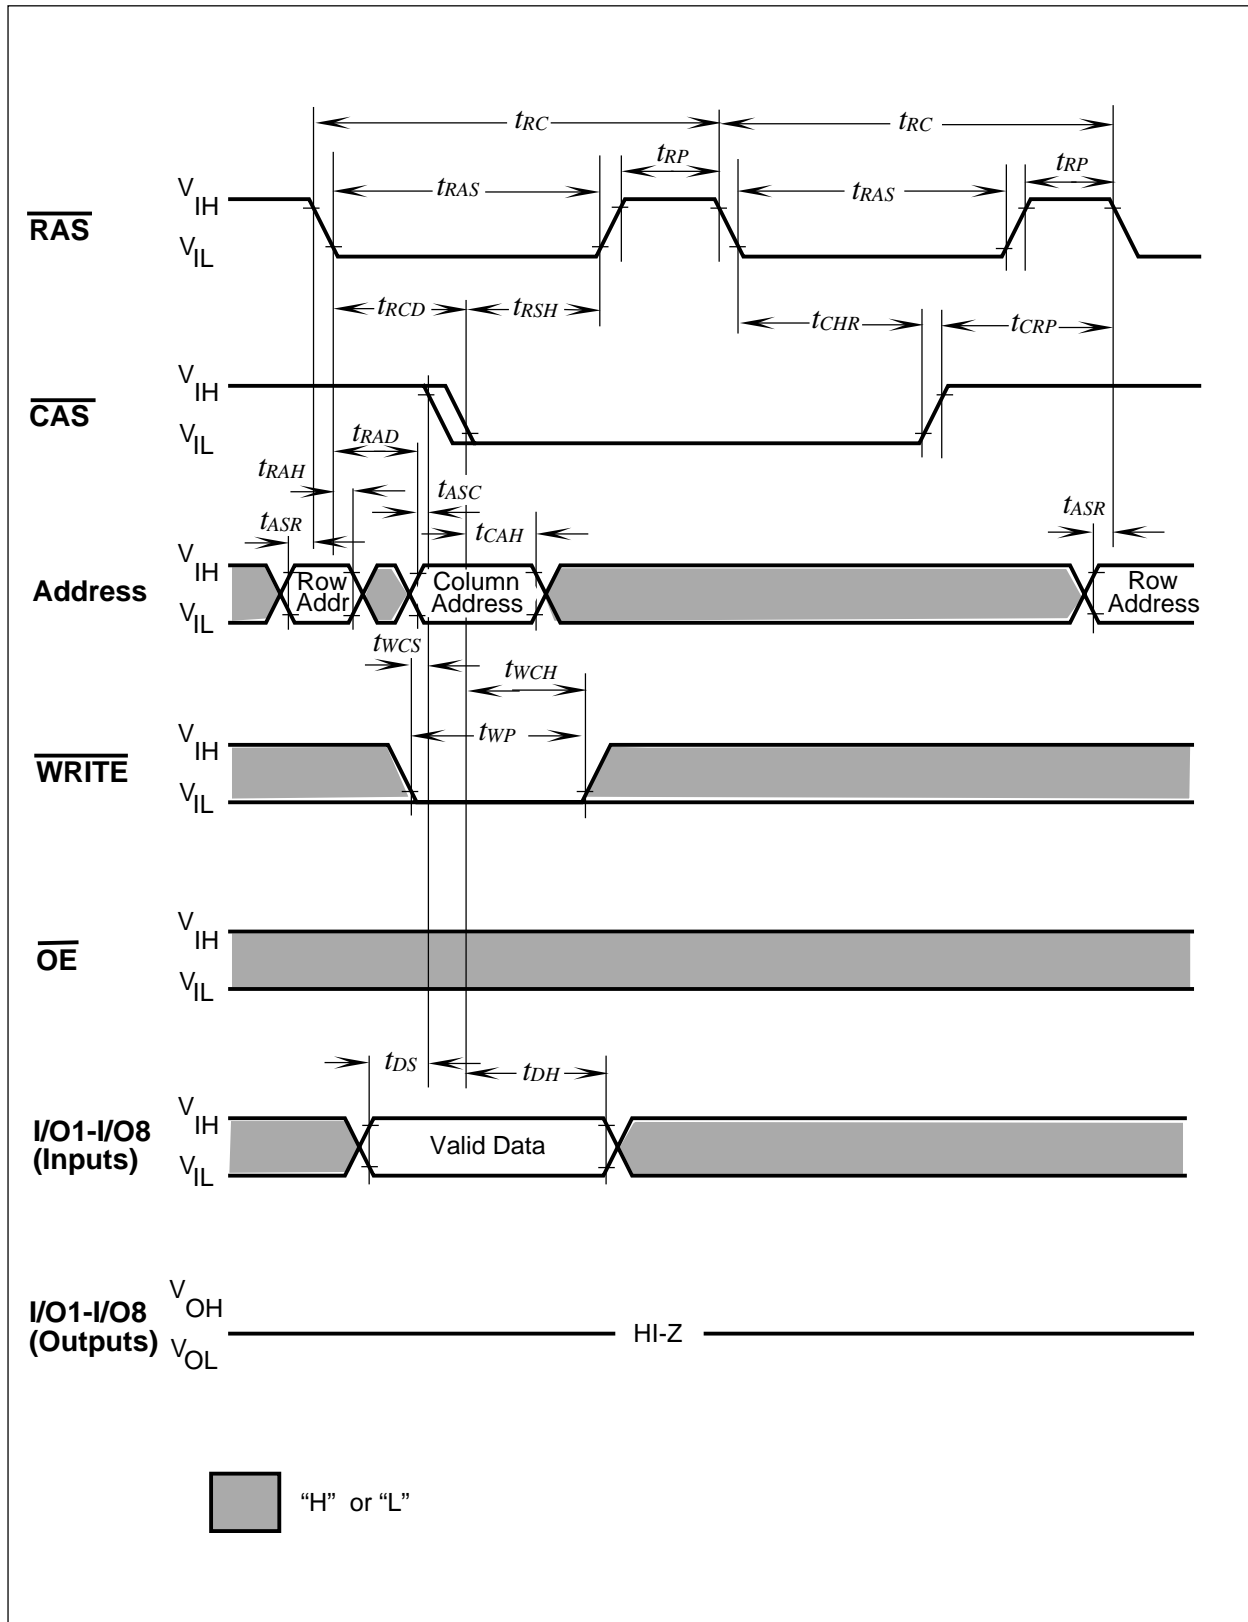 tRC tRC
tRP tRP
tRAS tRAS
VIH
RAS
VIL
tRCD tRSH tCHR tCRP
VIH
CAS
VIL
tRAD
tRAH
tASC
tASR tCAH tASR
VIH
Address
Row Addr
Column Address
Row Address
VIL
tWCS
tWCH
tWP
VIH
WRITE
VIL
VIH
OE
VIL
tDS tDH
VIH
I/O1-I/O8
(Inputs)
Valid Data
VIL
VOH
I/O1-I/O8
(Outputs)
HI-Z
VOL
“H” or “L”